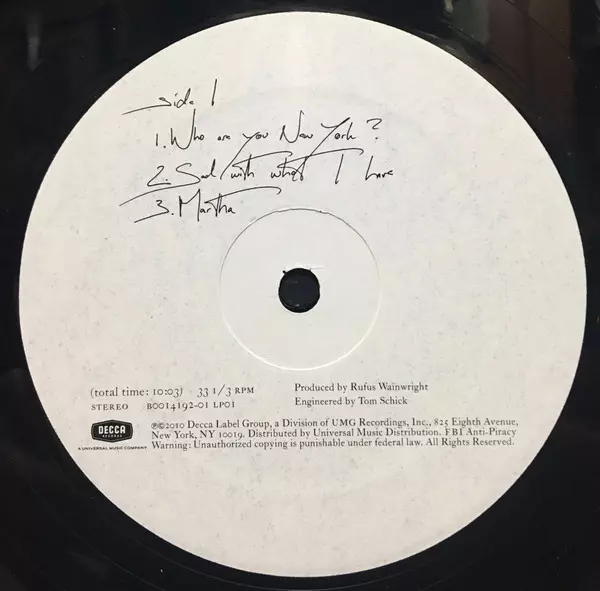 Side 1
1. Who are you New York?
2. Sad with what I have
3. Martha
(total time: 10:03) 33 1/3 RPM
STEREO B0014192-01 LP01
Produced by Rufus Wainwright
Engineered by Tom Schick
DECCA
RECORDS
A UNIVERSAL MUSIC COMPANY
℗©2010 Decca Label Group, a Division of UMG Recordings, Inc., 825 Eighth Avenue,
New York, NY 10019. Distributed by Universal Music Distribution. FBI Anti-Piracy
Warning: Unauthorized copying is punishable under federal law. All Rights Reserved.